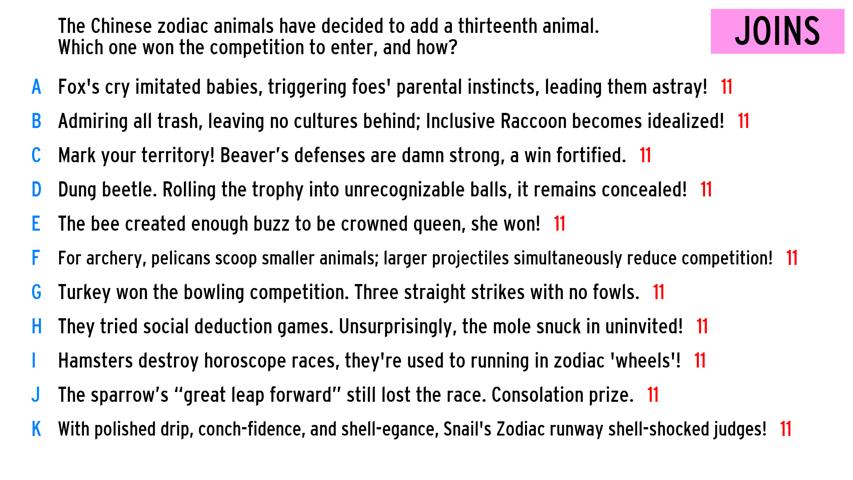 The Chinese zodiac animals have decided to add a thirteenth animal.
Which one won the competition to enter, and how?
JOINS
A Fox's cry imitated babies, triggering foes' parental instincts, leading them astray! 11
B Admiring all trash, leaving no cultures behind; Inclusive Raccoon becomes idealized! 11
C Mark your territory! Beaver’s defenses are damn strong, a win fortified. 11
D Dung beetle. Rolling the trophy into unrecognizable balls, it remains concealed! 11
E The bee created enough buzz to be crowned queen, she won! 11
F For archery, pelicans scoop smaller animals; larger projectiles simultaneously reduce competition! 11
G Turkey won the bowling competition. Three straight strikes with no fowls. 11
H They tried social deduction games. Unsurprisingly, the mole snuck in uninvited! 11
I Hamsters destroy horoscope races, they're used to running in zodiac 'wheels'! 11
J The sparrow’s “great leap forward” still lost the race. Consolation prize. 11
K With polished drip, conch-fidence, and shell-egance, Snail's Zodiac runway shell-shocked judges! 11